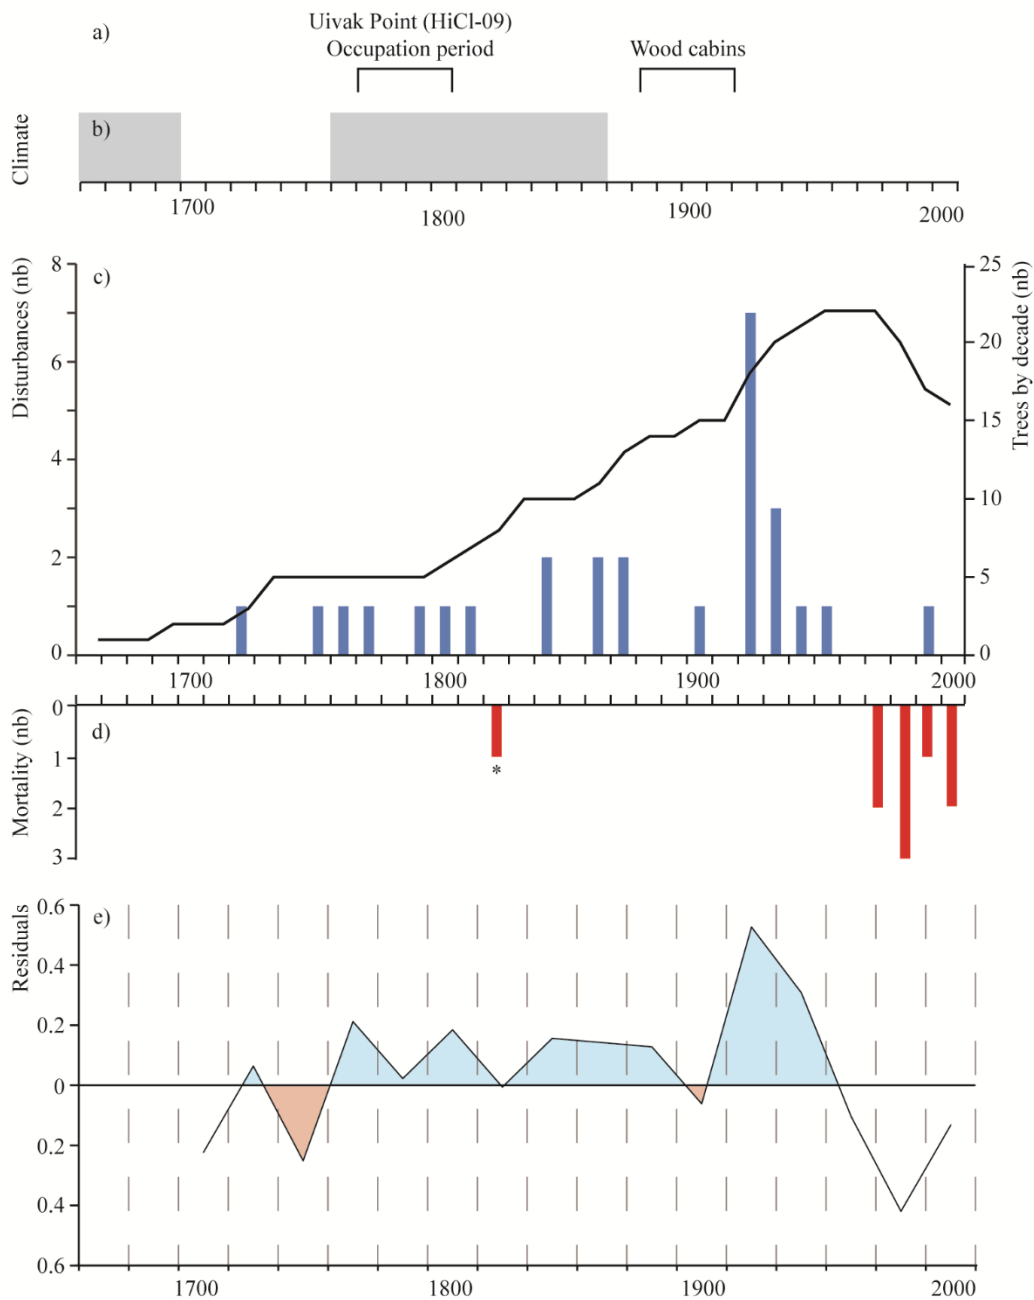 a)
Uivak Point (HiCl-09)
Occupation period
Wood cabins
Climate
b)
1700
1800
1900
2000
Disturbances (nb)
c)
8
6
4
2
0
Trees by decade (nb)
25
20
15
10
5
0
1700
1800
1900
2000
Mortality (nb)
d)
0
1
2
3
*
Residuals
e)
0.6
0.4
0.2
0
0.2
0.4
0.6
1700
1800
1900
2000